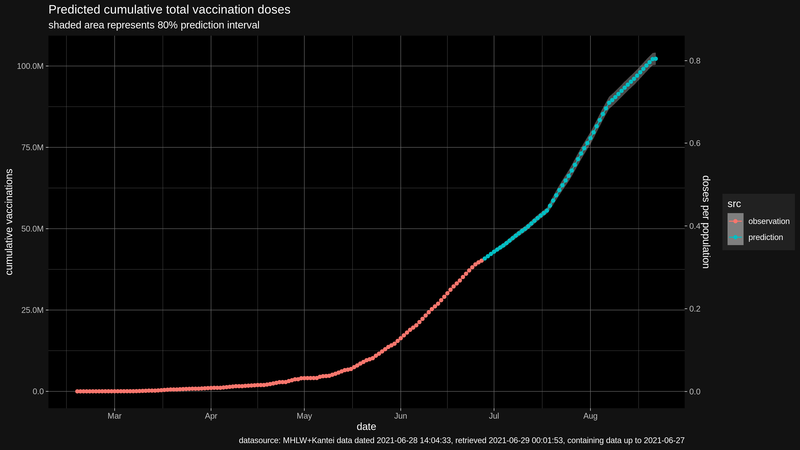 Predicted cumulative total vaccination doses
shaded area represents 80% prediction interval
cumulative vaccinations
100.0M
75.0M
50.0M
25.0M
0.0
0.8
0.6
0.4
0.2
0.0
doses per population
src
observation
prediction
Mar
Apr
May
Jun
Jul
Aug
date
datasource: MHLW+Kantei data dated 2021-06-28 14:04:33, retrieved 2021-06-29 00:01:53, containing data up to 2021-06-27